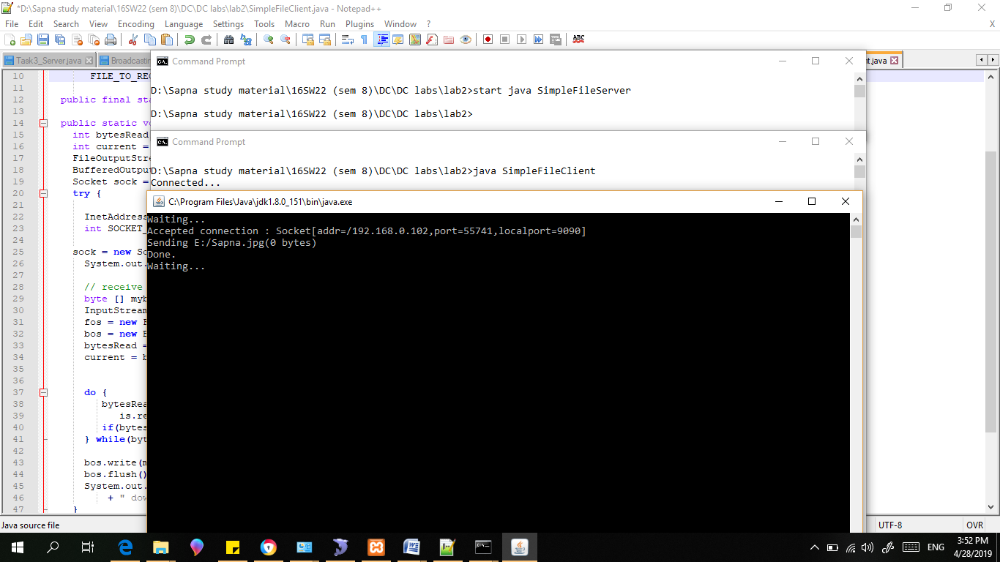 *D:\Sapna study material\16SW22 (sem 8)\DC\DC labs\lab2\SimpleFileClient.java - Notepad++
File Edit Search View Encoding Language Settings Tools Macro Run Plugins Window ? X
Task3_Server.java
Command Prompt
D:\Sapna study material\16SW22 (sem 8)\DC\DC labs\lab2>start java SimpleFileServer
D:\Sapna study material\16SW22 (sem 8)\DC\DC labs\lab2>
Command Prompt
D:\Sapna study material\16SW22 (sem 8)\DC\DC labs\lab2>java SimpleFileClient
Connected...
C:\Program Files\Java\jdk1.8.0_151\bin\java.exe
Waiting...
Accepted connection : Socket[addr=/192.168.0.102,port=55741,localport=9090]
Sending E:/Sapna.jpg(0 bytes)
Done.
Waiting...
10 FILE_TO_REC
11
12 public final sta
13
14 public static vo
15 int bytesRead
16 int current =
17 FileOutputStre
18 BufferedOutpu
19 Socket sock =
20 try {
21
22 InetAddress
23 int SOCKET_
24
25 sock = new So
26 System.out.
27
28 // receive
29 byte [] myb
30 InputStream
31 fos = new F
32 bos = new B
33 bytesRead =
34 current = b
35
36
37 do {
38 bytesRea
39 is.re
40 if(bytes
41 } while(byt
42
43 bos.write(m
44 bos.flush()
45 System.out.
46 + " dow
47 }
Java source file UTF-8 OVR
ENG
3:52 PM
4/28/2019